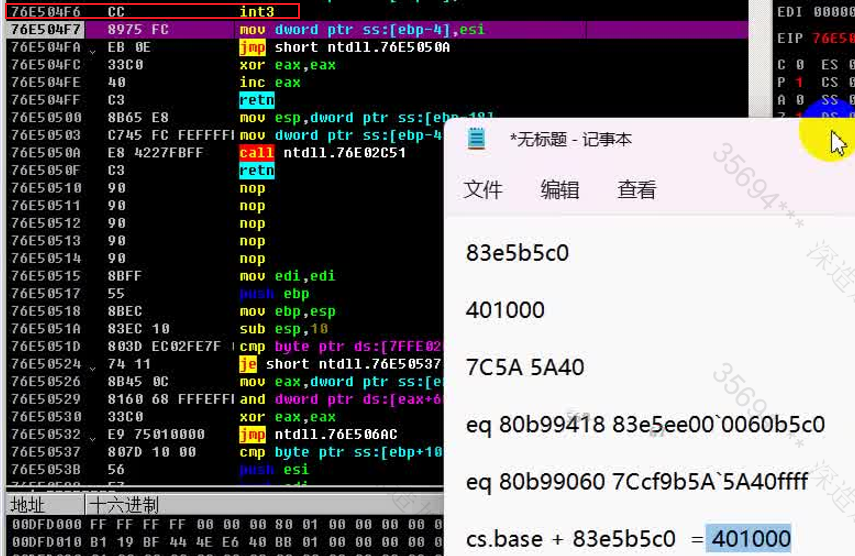 76E504F6 CC int3
76E504F7 8975 FC mov dword ptr ss:[ebp-4],esi
76E504FA EB 0E jmp short ntdll.76E5050A
76E504FC 33C0 xor eax,eax
76E504FE 40 inc eax
76E504FF C3 retn
76E50500 8B65 E8 mov esp,dword ptr ss:[ebp-18]
76E50503 C745 FC FEFFFF mov dword ptr ss:[ebp-4
76E5050A E8 4227FBFF call ntdll.76E02C51
76E5050F C3 retn
76E50510 90 nop
76E50511 90 nop
76E50512 90 nop
76E50513 90 nop
76E50514 90 nop
76E50515 8BFF mov edi,edi
76E50517 55 push ebp
76E50518 8BEC mov ebp,esp
76E5051A 83EC 10 sub esp,10
76E5051D 803D EC02FE7F cmp byte ptr ds:[7FFE02
76E50524 74 11 je short ntdll.76E50537
76E50526 8B45 0C mov eax,dword ptr ss:[eb
76E50529 8160 68 FFFEFF and dword ptr ds:[eax+6
76E50530 33C0 xor eax,eax
76E50532 E9 75010000 jmp ntdll.76E506AC
76E50537 807D 10 00 cmp byte ptr ss:[ebp+10
76E5053B 56 push esi
地址 十六进制
00DFD000 FF FF FF FF 00 00 00 80 01 00 00 00 0
00DFD010 B1 19 BF 44 4E E6 40 BB 01 00 00 00 0
EDI 00000
EIP 76E50
C 0 ES 0
P 1 CS 0
A 0 SS 0
*无标题 - 记事本
文件 编辑 查看
83e5b5c0
401000
7C5A 5A40
eq 80b99418 83e5ee00`0060b5c0
eq 80b99060 7Ccf9b5A`5A40ffff
cs.base + 83e5b5c0 = 401000
35694***
深造
35694***